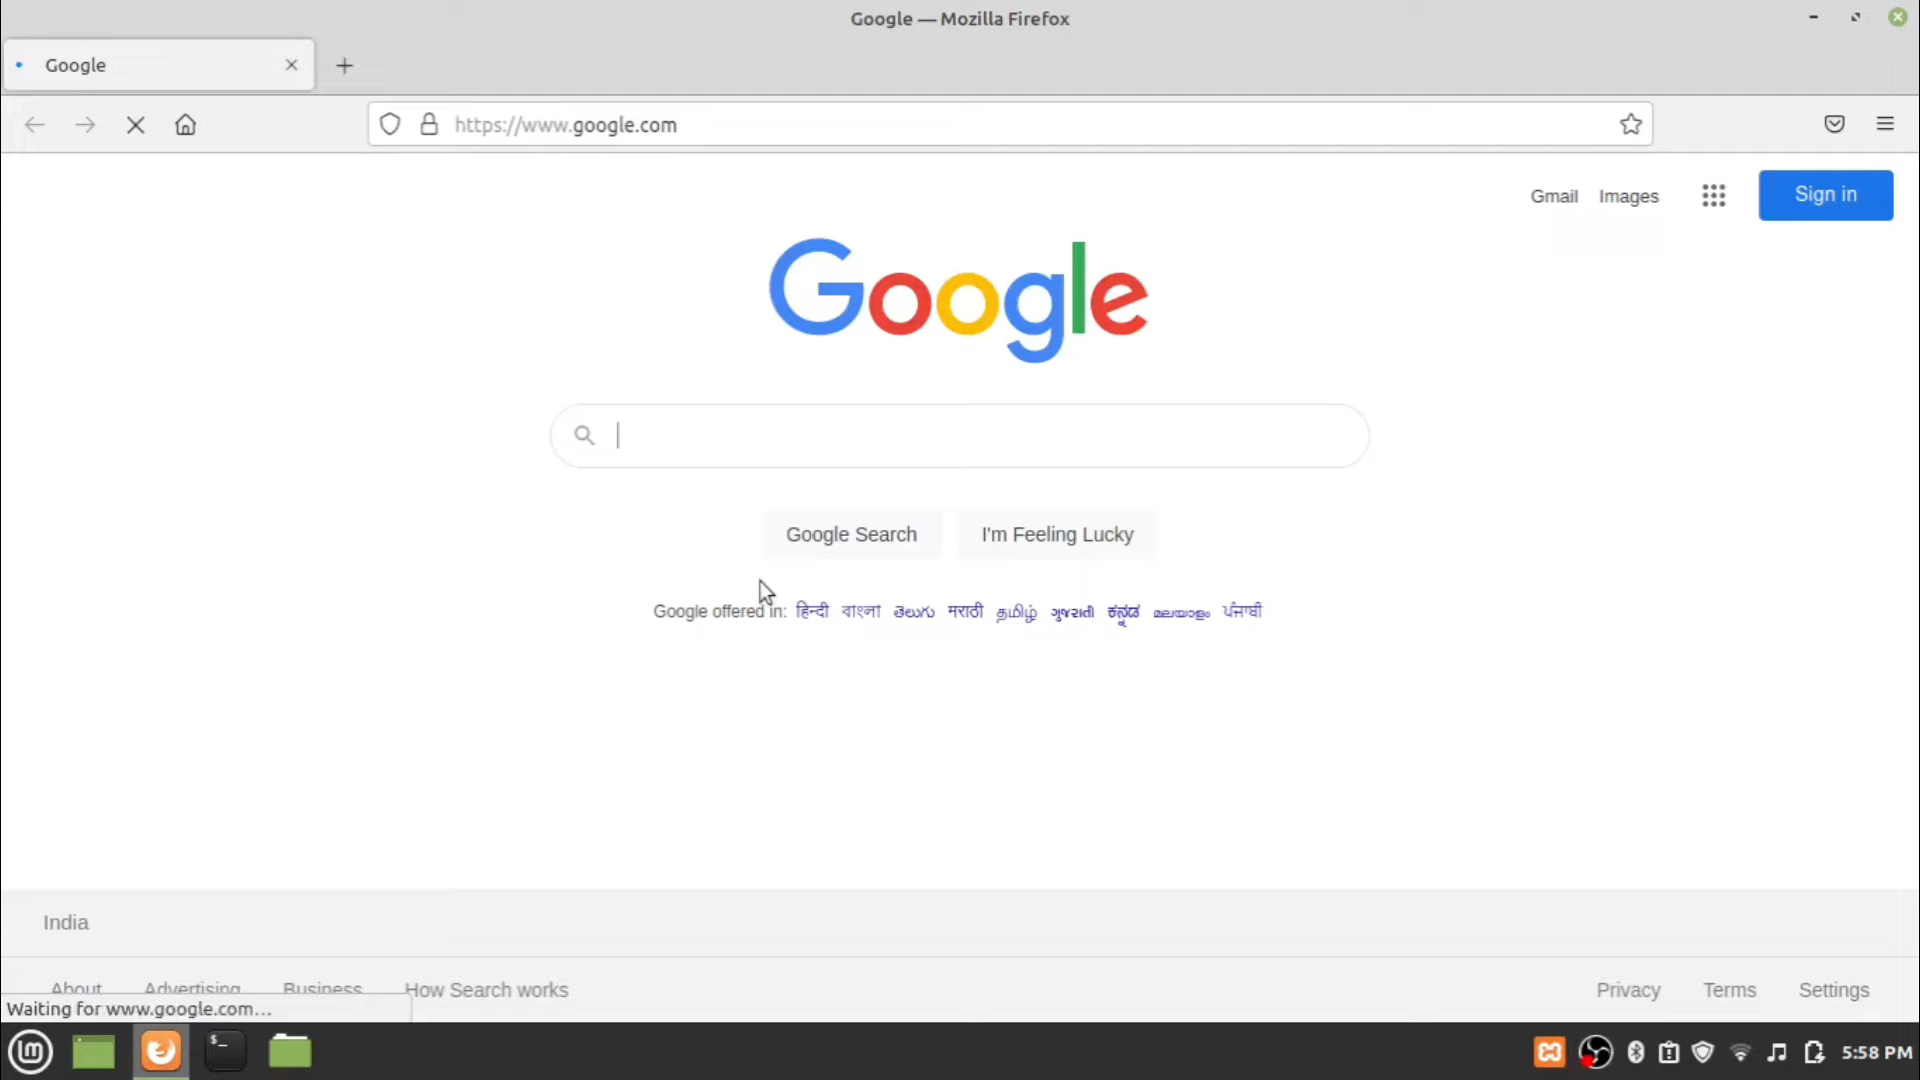 Google — Mozilla Firefox
Google
https://www.google.com
Gmail Images Sign in
Google
Google Search I'm Feeling Lucky
Google offered in: हिन्दी বাংলা తెలుగు मराठी தமிழ் ગુજરાતી ಕನ್ನಡ മലയാളം ਪੰਜਾਬੀ
India
About Advertising Business How Search works Privacy Terms Settings
Waiting for www.google.com...
5:58 PM